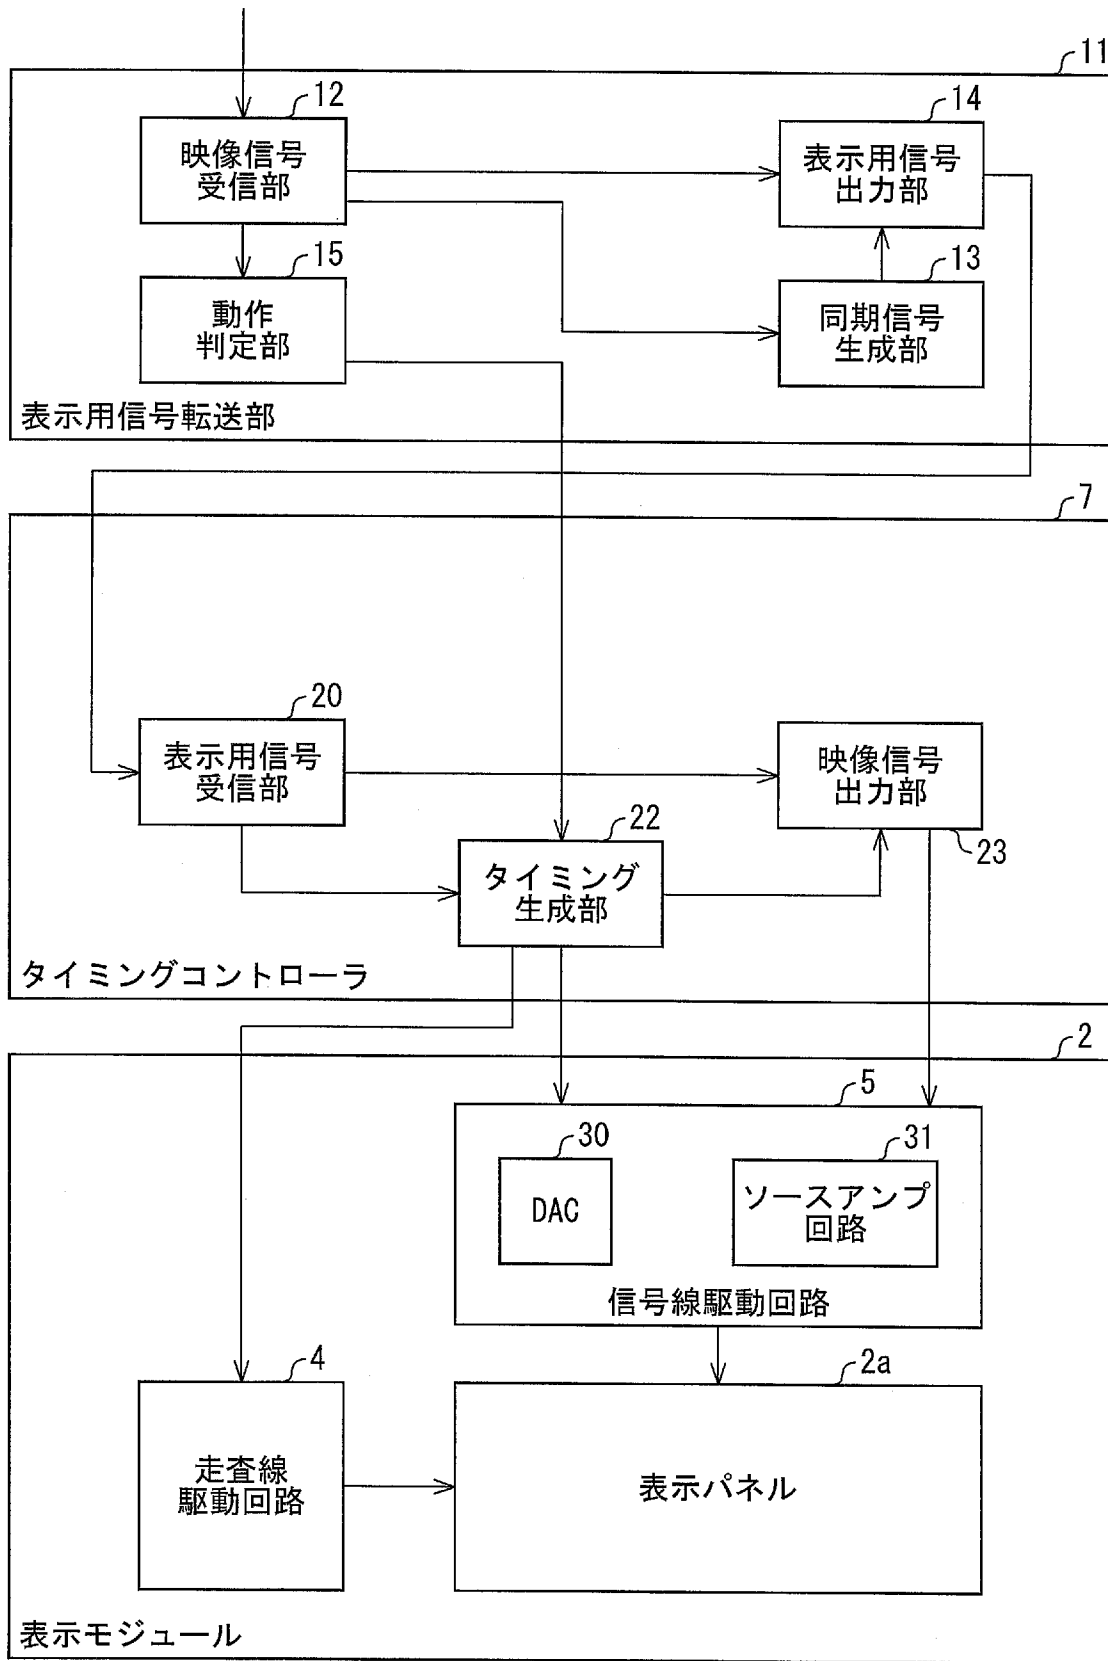 11
12
映像信号
受信部
14
表示用信号
出力部
15
動作
判定部
13
同期信号
生成部
表示用信号転送部
7
20
表示用信号
受信部
映像信号
出力部
23
22
タイミング
生成部
タイミングコントローラ
2
5
30
DAC
31
ソースアンプ
回路
信号線駆動回路
4
走査線
駆動回路
2a
表示パネル
表示モジュール